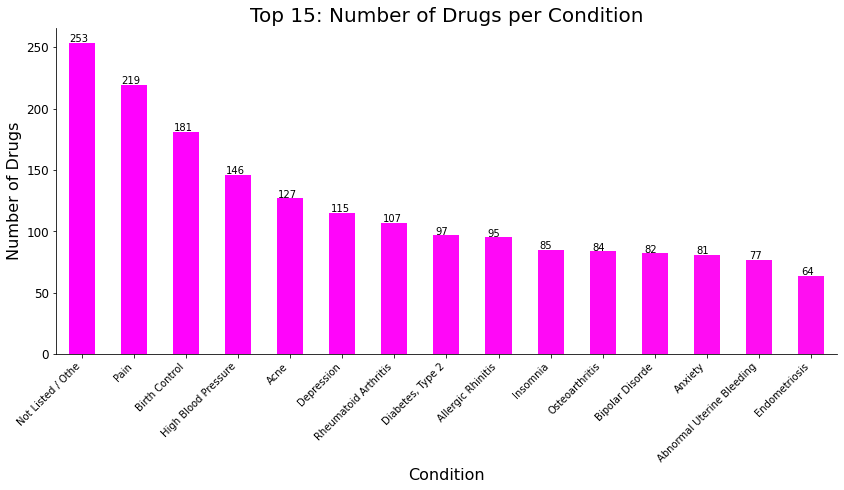 Top 15: Number of Drugs per Condition
Number of Drugs
250
200
150
100
50
0
253
219
181
146
127
115
107
97
95
85
84
82
81
77
64
Not Listed / Othe
Pain
Birth Control
High Blood Pressure
Acne
Depression
Rheumatoid Arthritis
Diabetes, Type 2
Allergic Rhinitis
Insomnia
Osteoarthritis
Bipolar Disorde
Anxiety
Abnormal Uterine Bleeding
Endometriosis
Condition